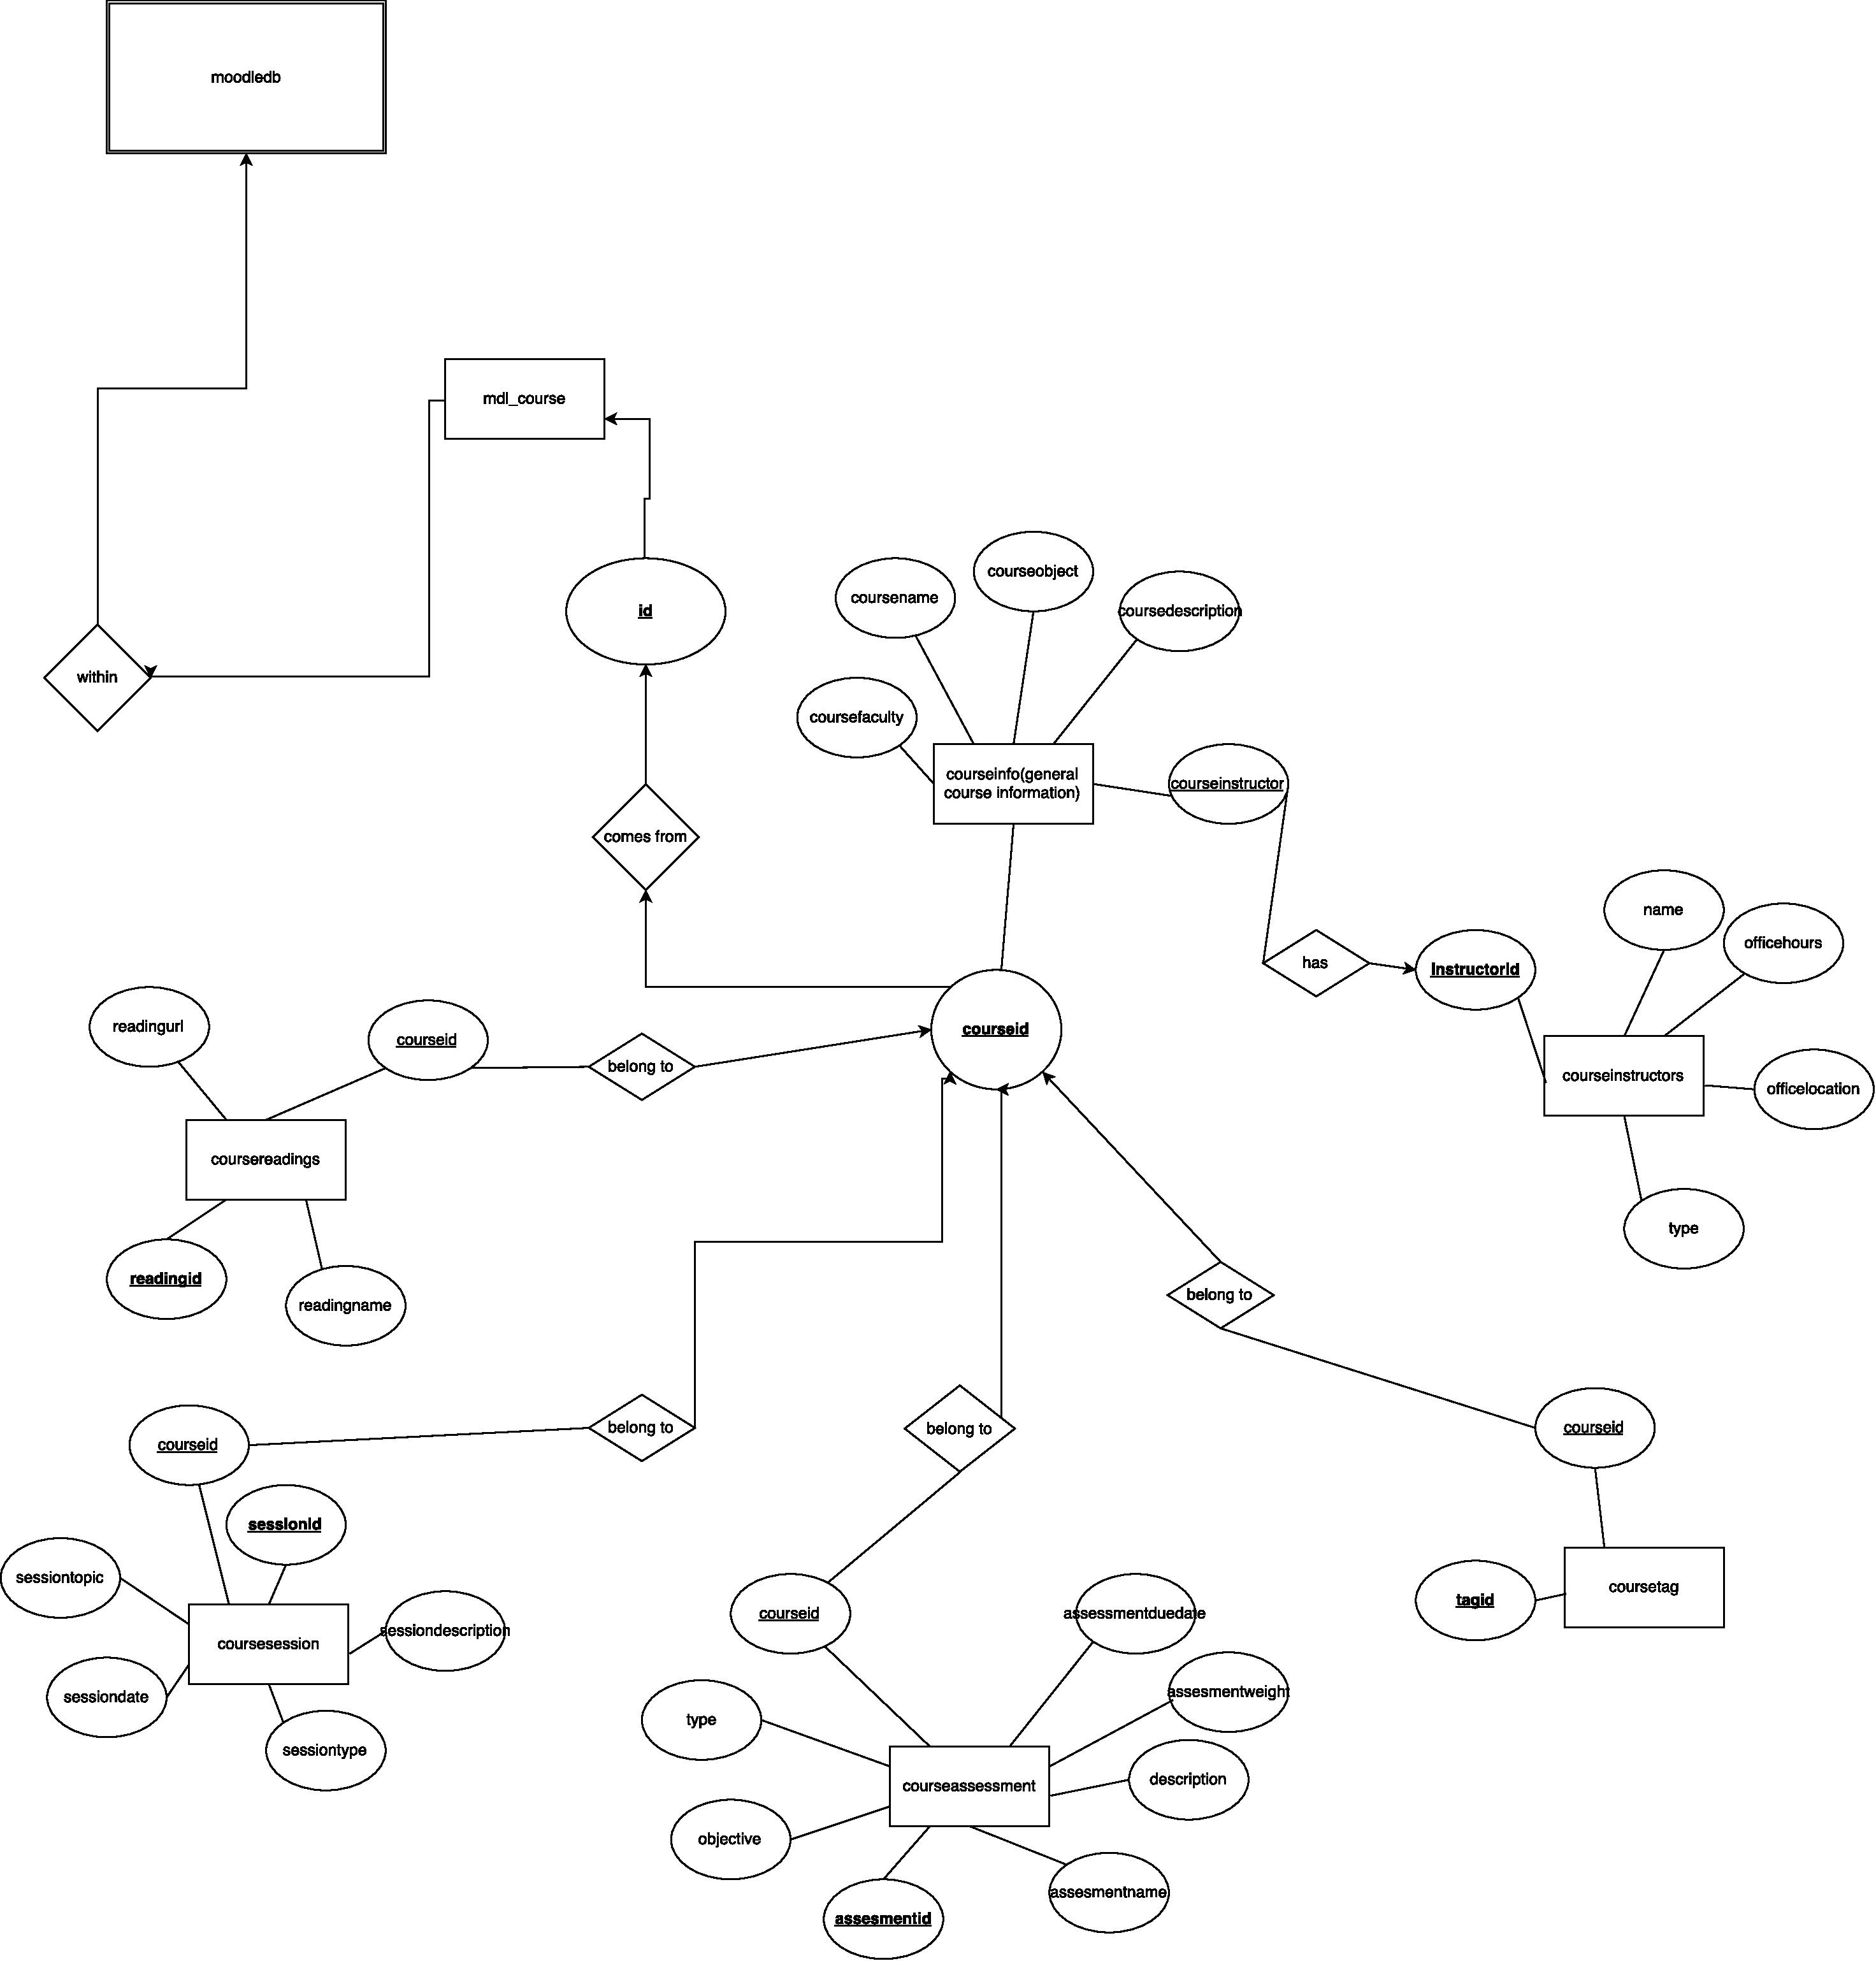 moodledb
mdl_course
id
within
comes from
coursename
courseobject
coursedescription
coursefaculty
courseinfo(general
course information)
courseinstructor
has
instructorid
name
officehours
courseinstructors
officelocation
type
courseid
readingurl
courseid
belong to
coursereadings
readingid
readingname
belong to
courseid
belong to
belong to
courseid
sessionid
sessiontopic
coursesession
sessiondescription
sessiondate
sessiontype
courseid
tagid
coursetag
courseid
assessmentduedate
type
assesmentweight
courseassessment
description
objective
assesmentname
assesmentid